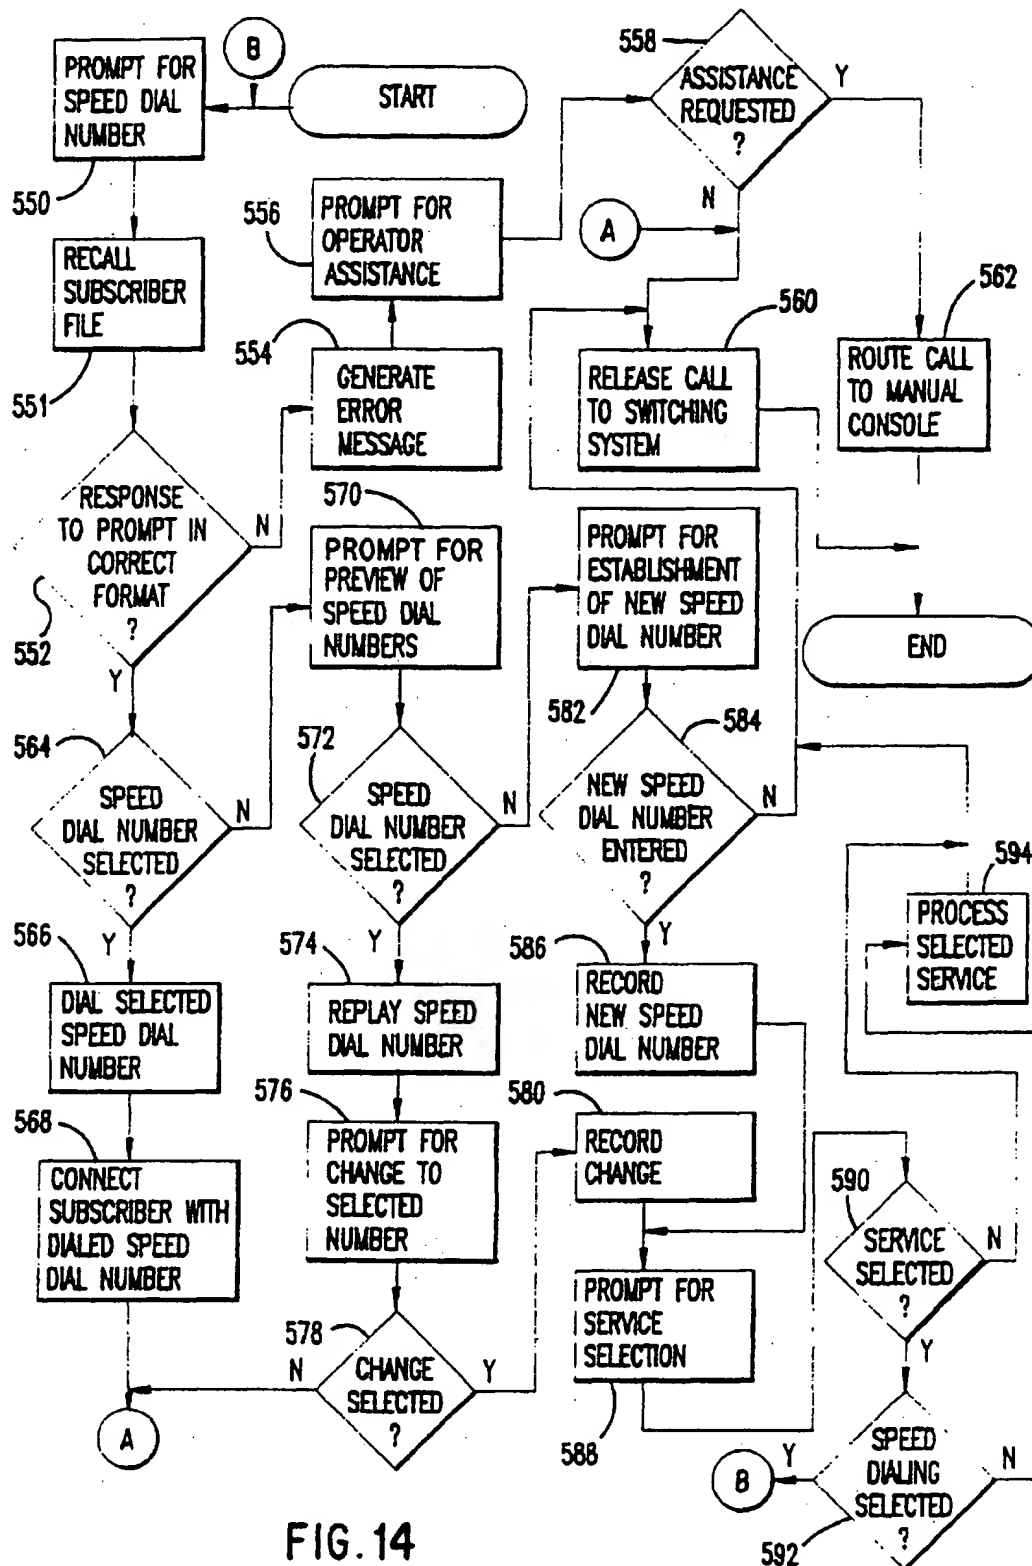 B
START
PROMPT FOR
SPEED DIAL
NUMBER
550
RECALL
SUBSCRIBER
FILE
551
RESPONSE
TO PROMPT IN
CORRECT
FORMAT
?
552
N
Y
554
GENERATE
ERROR
MESSAGE
556
PROMPT FOR
OPERATOR
ASSISTANCE
558
ASSISTANCE
REQUESTED
?
Y
N
A
560
RELEASE CALL
TO SWITCHING
SYSTEM
562
ROUTE CALL
TO MANUAL
CONSOLE
END
564
SPEED
DIAL NUMBER
SELECTED
?
N
Y
566
DIAL SELECTED
SPEED DIAL
NUMBER
568
CONNECT
SUBSCRIBER WITH
DIALED SPEED
DIAL NUMBER
A
570
PROMPT FOR
PREVIEW OF
SPEED DIAL
NUMBERS
572
SPEED
DIAL NUMBER
SELECTED
?
N
Y
574
REPLAY SPEED
DIAL NUMBER
576
PROMPT FOR
CHANGE TO
SELECTED
NUMBER
578
CHANGE
SELECTED
?
N
Y
PROMPT FOR
ESTABLISHMENT
OF NEW SPEED
DIAL NUMBER
582
584
NEW SPEED
DIAL NUMBER
ENTERED
?
N
Y
586
RECORD
NEW SPEED
DIAL NUMBER
580
RECORD
CHANGE
PROMPT FOR
SERVICE
SELECTION
588
590
SERVICE
SELECTED
?
N
Y
SPEED
DIALING
SELECTED
?
592
Y
N
B
594
PROCESS
SELECTED
SERVICE
FIG. 14